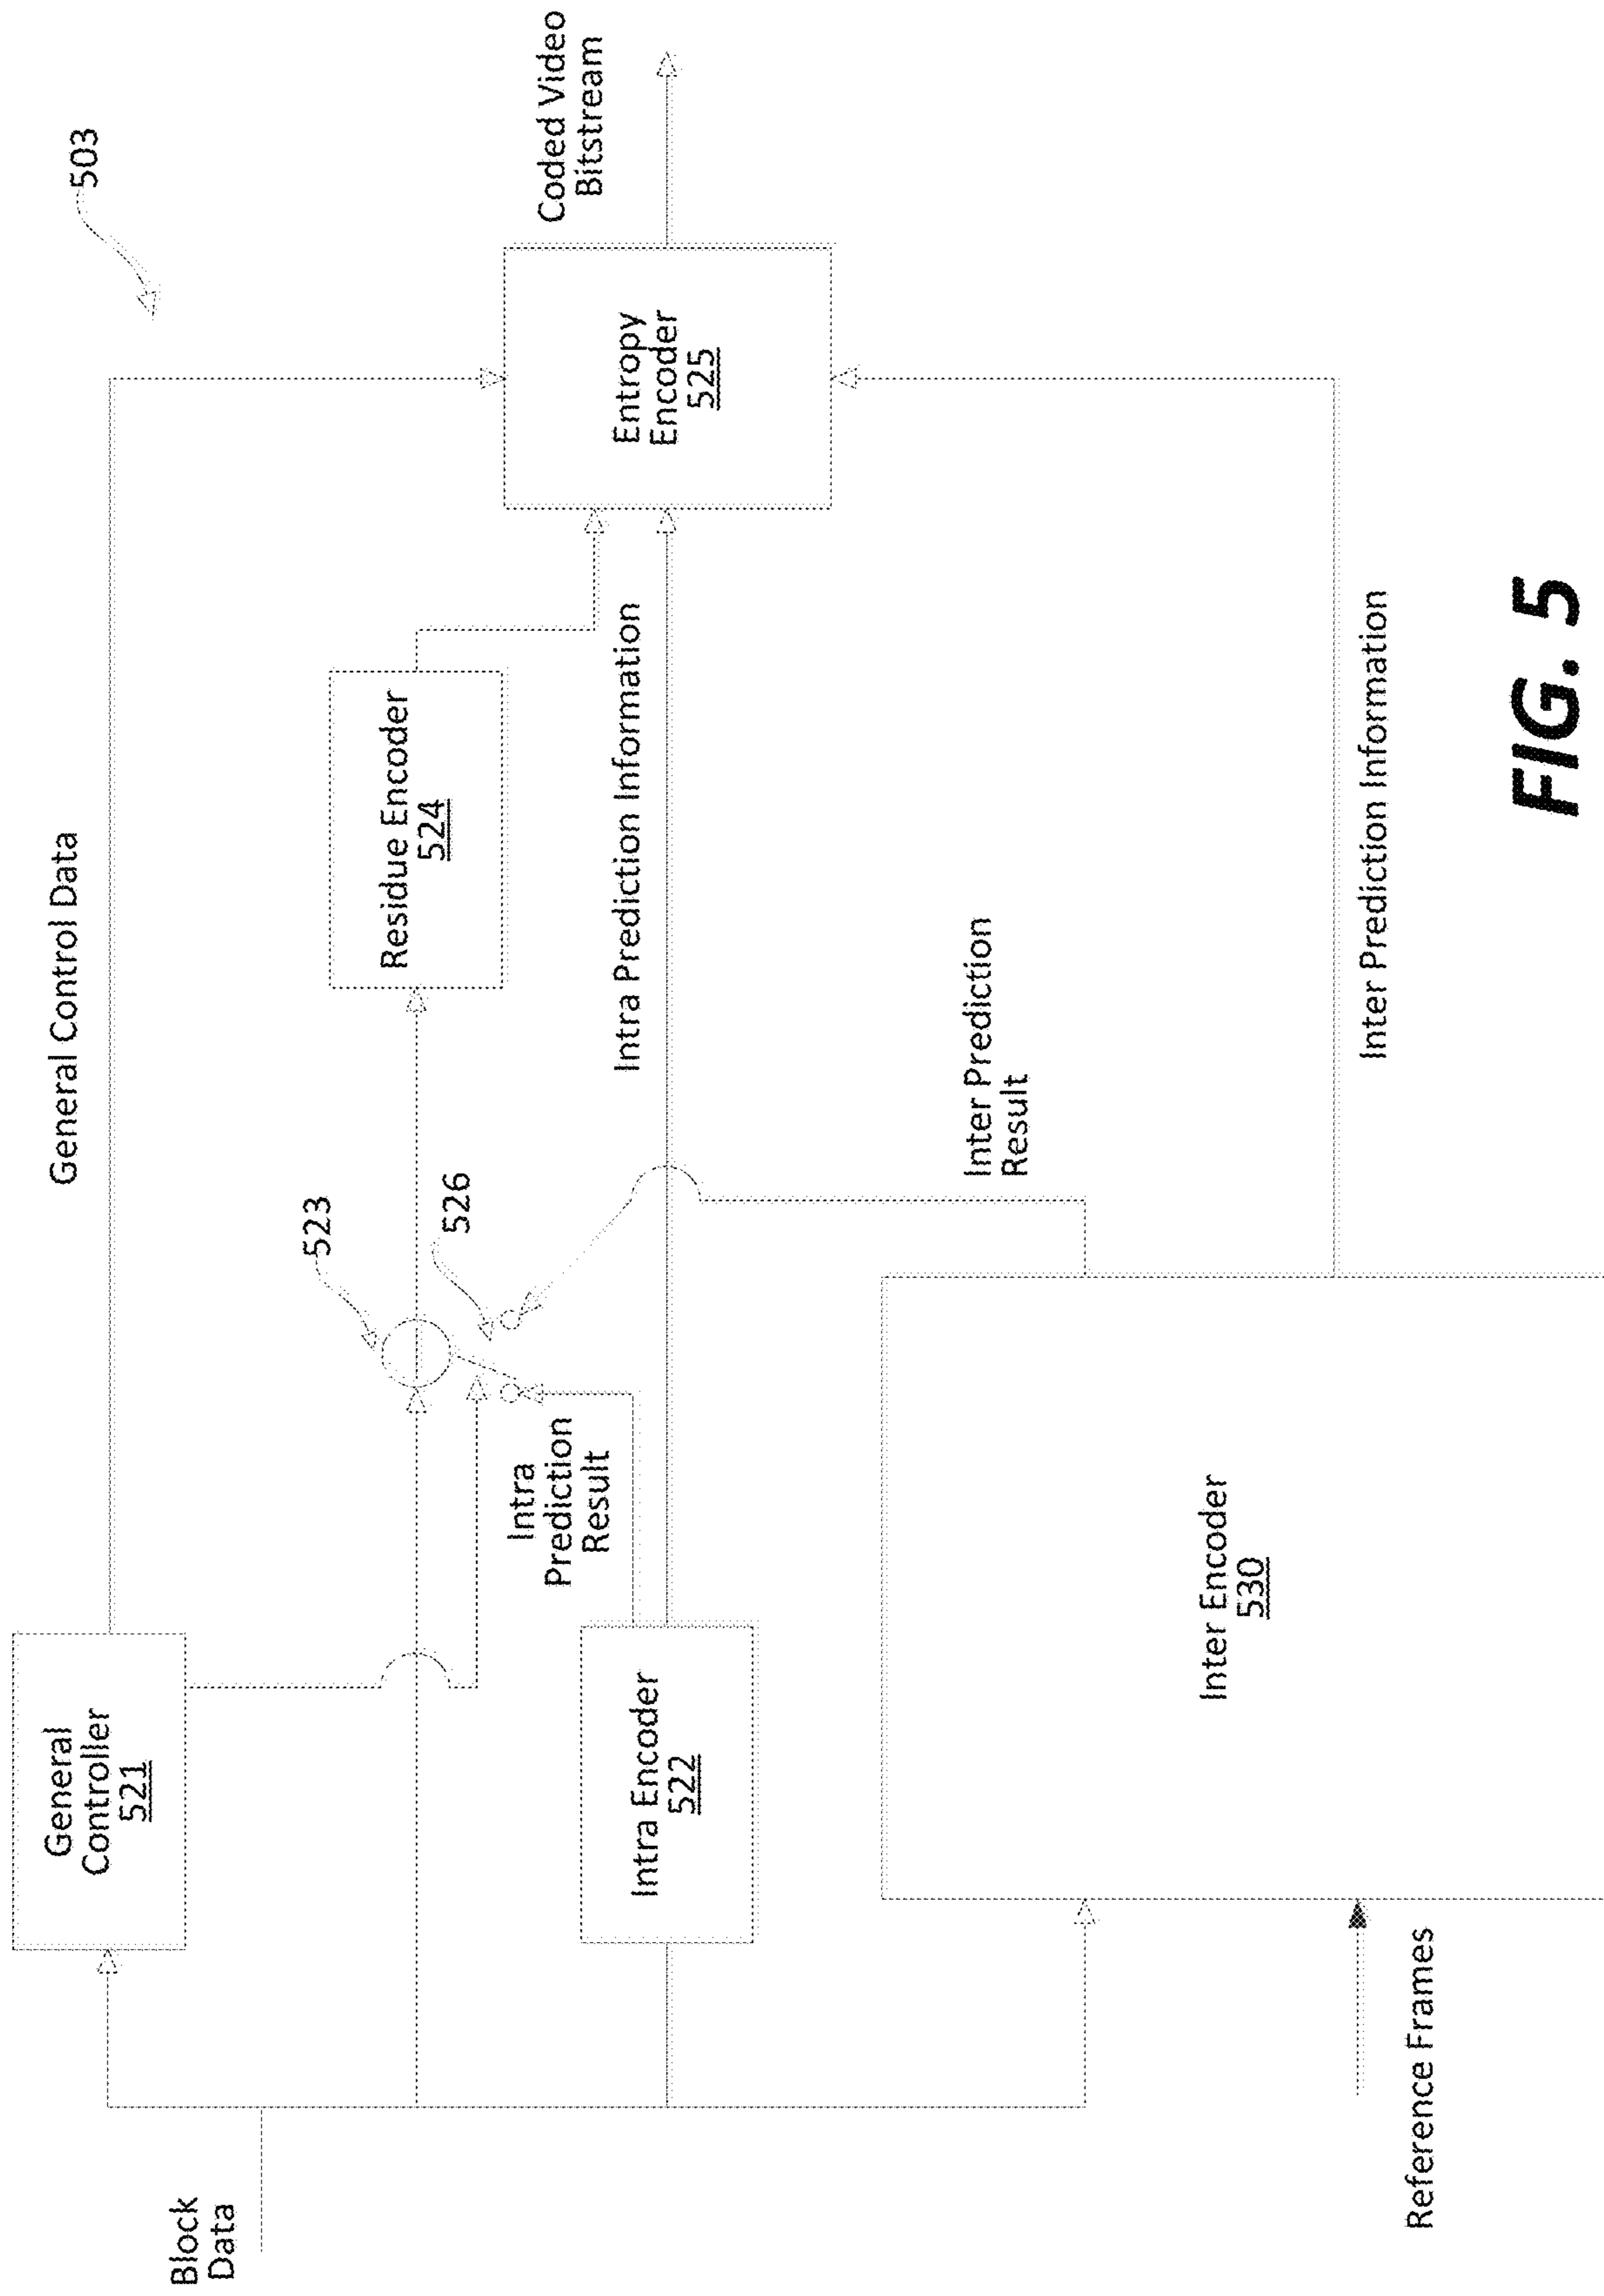 503
General Control Data
General
Controller
521
Block
Data
523
526
Residue Encoder
524
Coded Video
Bitstream
Entropy
Encoder
525
Intra
Prediction
Result
Intra Prediction Information
Intra Encoder
522
Inter Prediction
Result
Inter Encoder
530
Inter Prediction Information
Reference Frames
FIG. 5